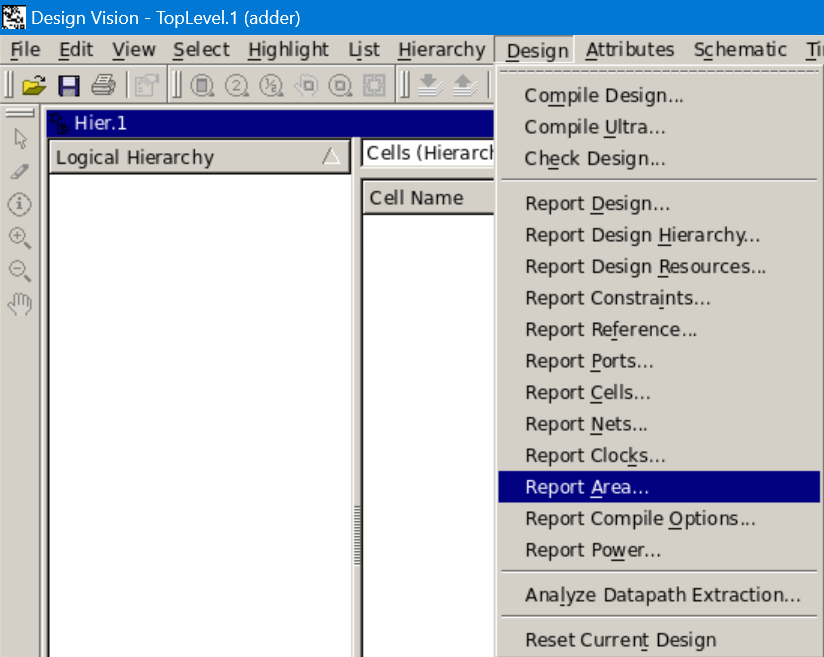 Design Vision - TopLevel.1 (adder)
File Edit View Select Highlight List Hierarchy Design Attributes Schematic
Hier.1
Logical Hierarchy
Cells (Hierarch
Cell Name
Compile Design...
Compile Ultra...
Check Design...
Report Design...
Report Design Hierarchy...
Report Design Resources...
Report Constraints...
Report Reference...
Report Ports...
Report Cells...
Report Nets...
Report Clocks...
Report Area...
Report Compile Options...
Report Power...
Analyze Datapath Extraction...
Reset Current Design